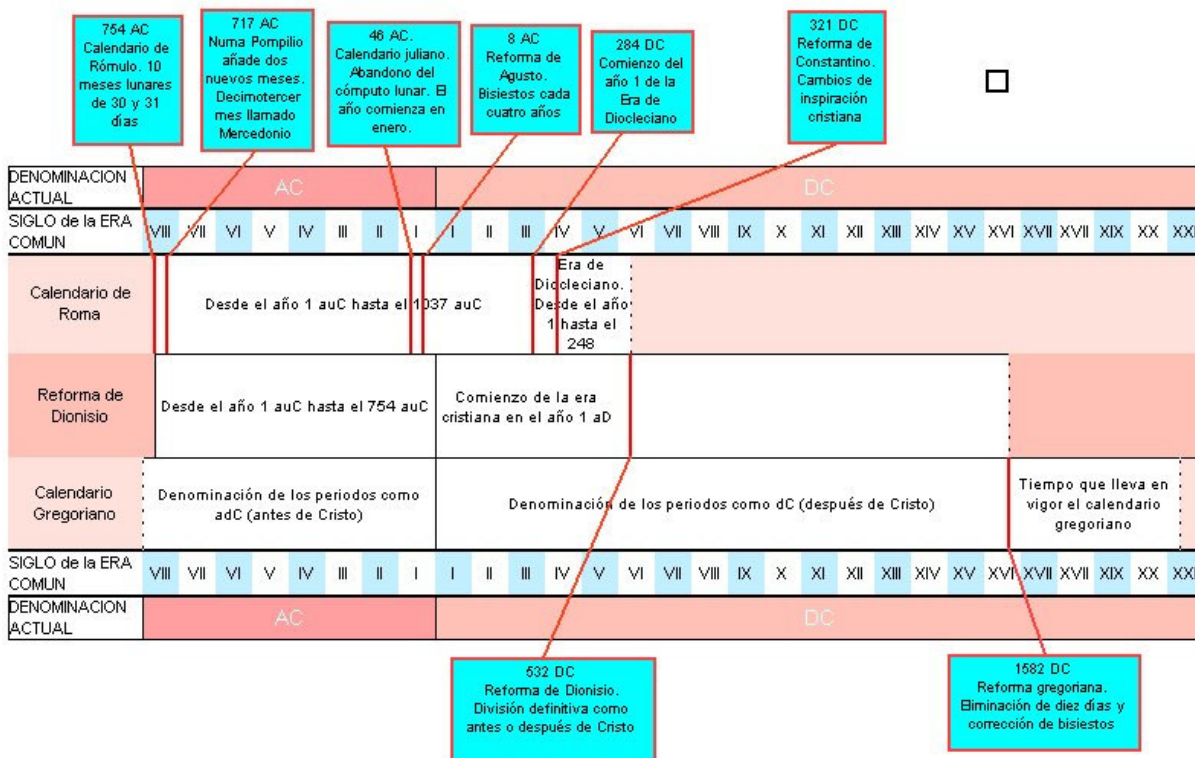 754 AC
Calendario de
Rómulo. 10
meses lunares
de 30 y 31
días
717 AC
Numa Pompilio
añade dos
nuevos meses.
Decimotercer
mes llamado
Mercedonio
46 AC.
Calendario juliano.
Abandono del
cómputo lunar. El
año comienza en
enero.
8 AC
Reforma de
Agusto.
Bisiestos cada
cuatro años
284 DC
Comienzo del
año 1 de la
Era de
Diocleciano
321 DC
Reforma de
Constantino.
Cambios de
inspiración
cristiana
DENOMINACION
ACTUAL
AC
DC
SIGLO de la ERA
COMUN
VIII VII VI V IV III II I I II III IV V VI VII VIII IX X XI XII XIII XIV XV XVI XVII XVII XIX XX XXI
Calendario de
Roma
Desde el año 1 auC hasta el 1037 auC
Era de
Diocleciano.
Desde el año
1 hasta el
248
Reforma de
Dionisio
Desde el año 1 auC hasta el 754 auC
Comienzo de la era
cristiana en el año 1 aD
Calendario
Gregoriano
Denominación de los periodos como
adC (antes de Cristo)
Denominación de los periodos como dC (después de Cristo)
Tiempo que lleva en
vigor el calendario
gregoriano
SIGLO de la ERA
COMUN
VIII VII VI V IV III II I I II III IV V VI VII VIII IX X XI XII XIII XIV XV XVI XVII XVII XIX XX XXI
DENOMINACION
ACTUAL
AC
DC
532 DC
Reforma de Dionisio.
División definitiva como
antes o después de Cristo
1582 DC
Reforma gregoriana.
Eliminación de diez días y
corrección de bisiestos